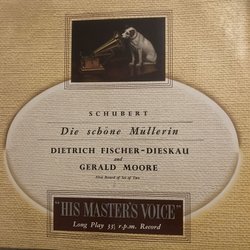 SCHUBERT
Die schöne Müllerin
DIETRICH FISCHER-DIESKAU
and
GERALD MOORE
"HIS MASTER'S VOICE"
Long Play 33⅓ r.p.m. Record